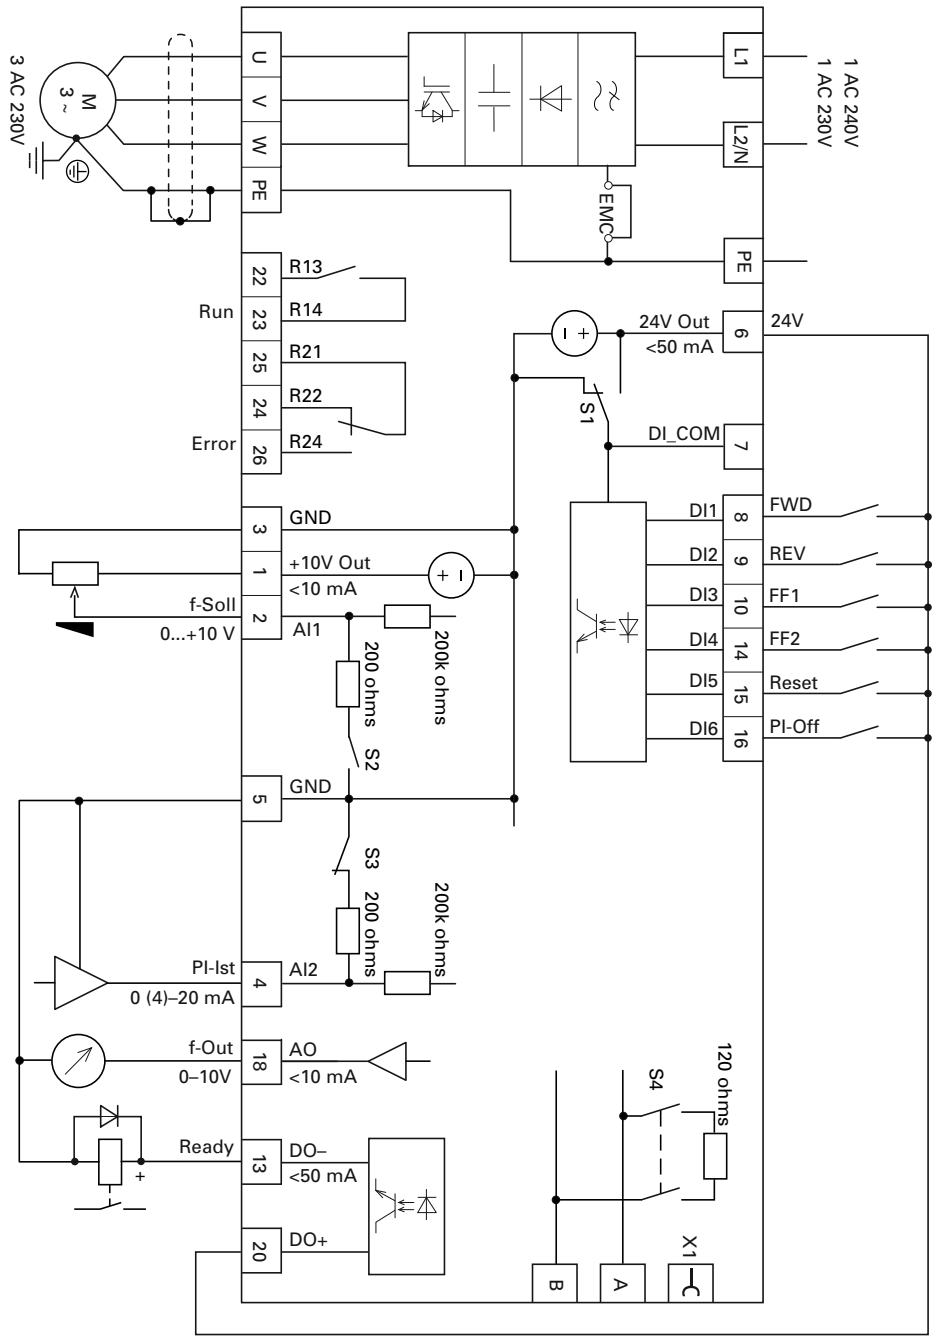 3 AC 230V
M
3 ~
U
V
W
PE
L1
L2/N
PE
1 AC 240V
1 AC 230V
EMC
22
R13
Run
23
R14
25
R21
24
R22
Error
26
R24
3
GND
1
+10V Out
<10 mA
f-Soll
2
0...+10 V
AI1
200 ohms
200k ohms
S2
5
GND
S3
200 ohms
200k ohms
PI-Ist
4
AI2
0 (4)–20 mA
f-Out
18
AO
0–10V
<10 mA
Ready
13
DO–
<50 mA
+
20
DO+
– +
24V Out
<50 mA
6
24V
S1
DI_COM
7
DI1
8
FWD
DI2
9
REV
DI3
10
FF1
DI4
14
FF2
DI5
15
Reset
DI6
16
PI-Off
+ –
S4
120 ohms
X1
B
A